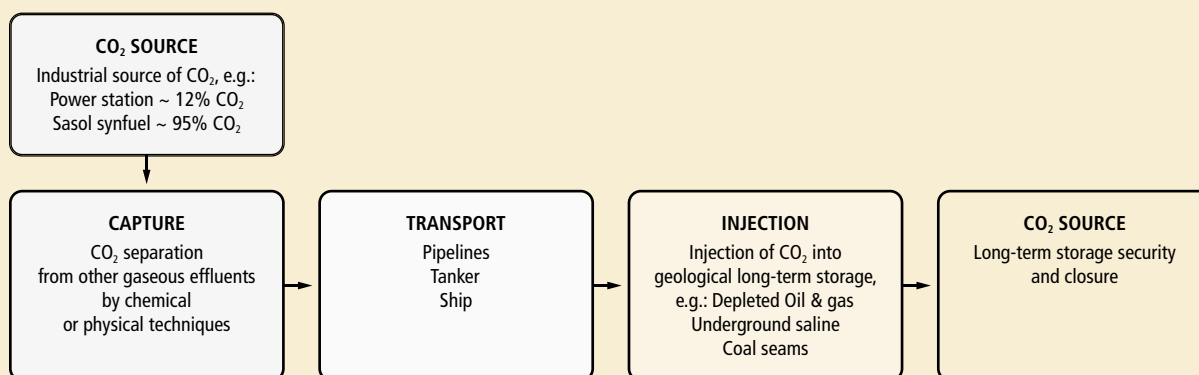 CO₂ SOURCE
Industrial source of CO₂, e.g.:
Power station ~ 12% CO₂
Sasol synfuel ~ 95% CO₂
CAPTURE
CO₂ separation
from other gaseous effluents
by chemical
or physical techniques
TRANSPORT
Pipelines
Tanker
Ship
INJECTION
Injection of CO₂ into
geological long-term storage,
e.g.: Depleted Oil & gas
Underground saline
Coal seams
CO₂ SOURCE
Long-term storage security
and closure